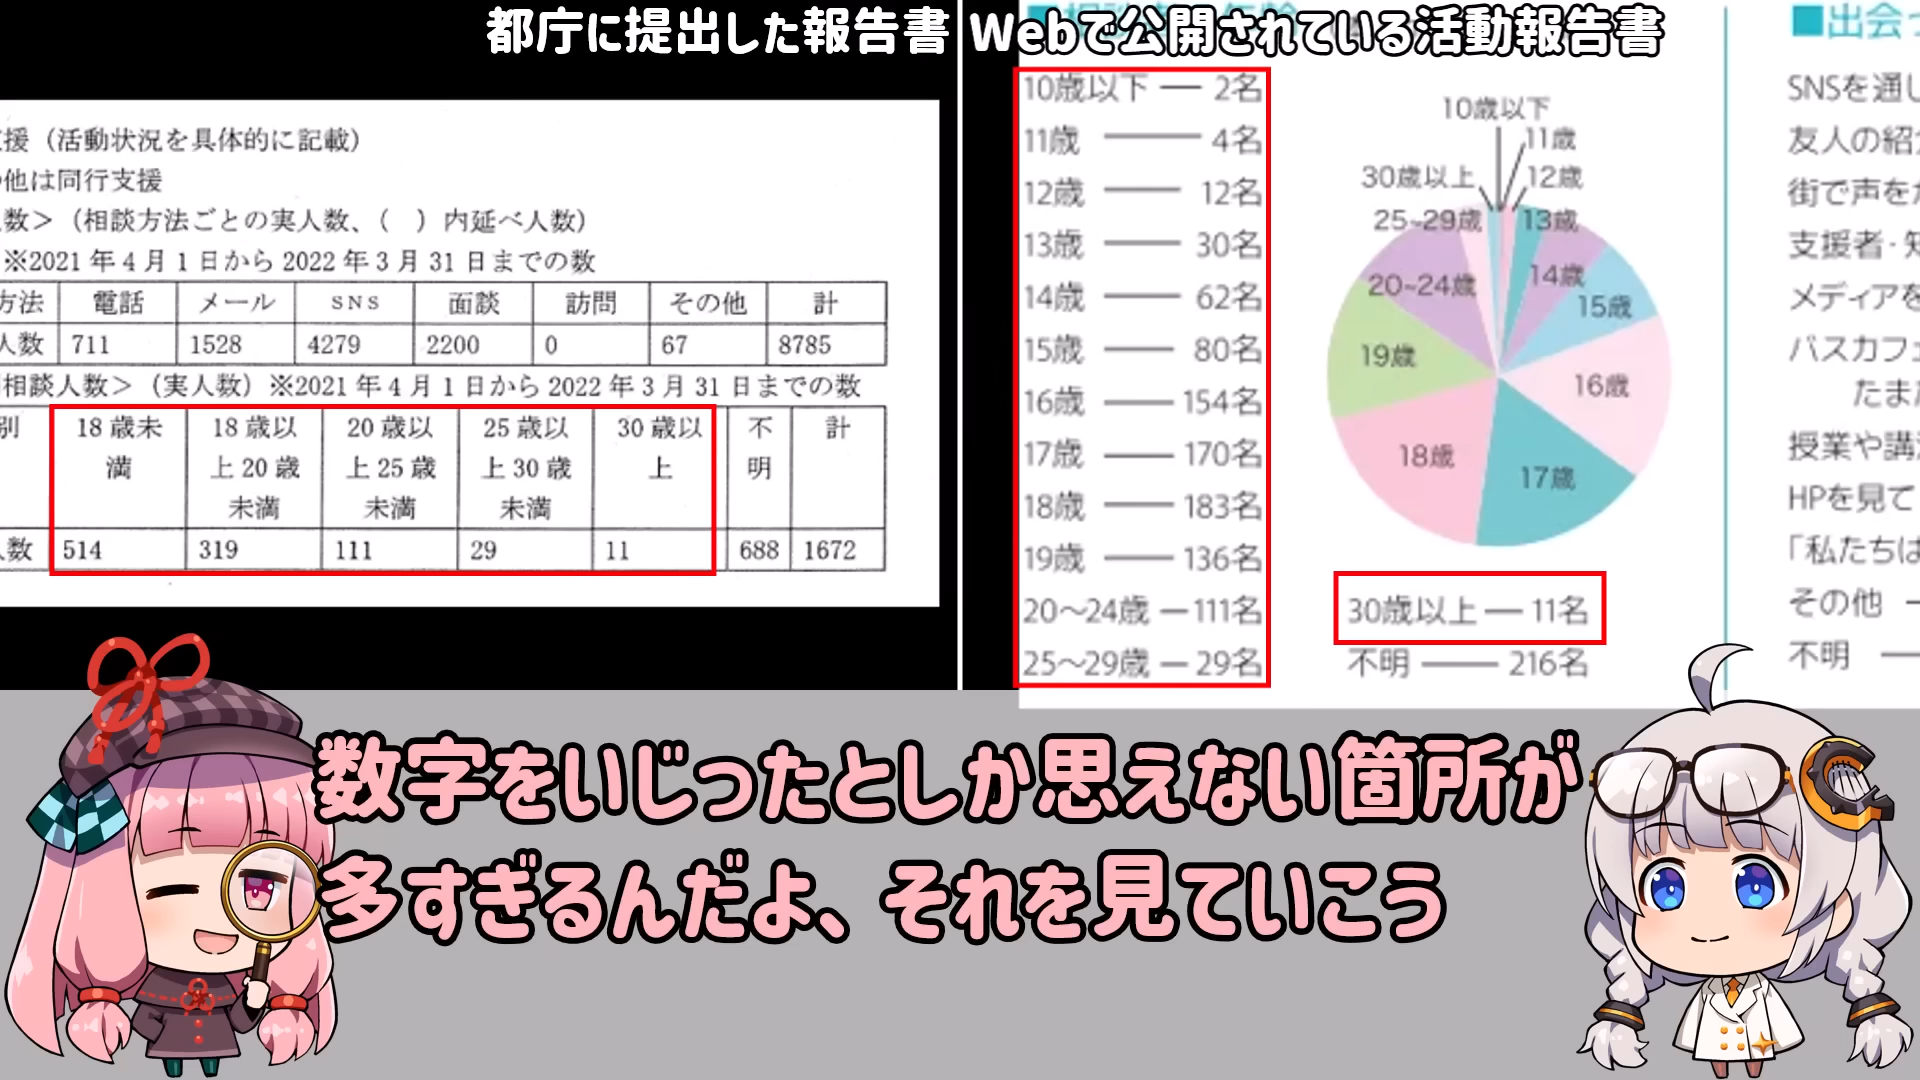 都庁に提出した報告書
援（活動状況を具体的に記載）
他は同行支援
数＞（相談方法ごとの実人数、（　）内延べ人数）
※2021年4月1日から2022年3月31日までの数
方法 電話 メール SNS 面談 訪問 その他 計
人数 711 1528 4279 2200 0 67 8785
相談人数＞（実人数）※2021年4月1日から2022年3月31日までの数
別 18歳未満 18歳以上20歳未満 20歳以上25歳未満 25歳以上30歳未満 30歳以上 不明 計
人数 514 319 111 29 11 688 1672
Webで公開されている活動報告書
10歳以下 ― 2名
11歳 ― 4名
12歳 ― 12名
13歳 ― 30名
14歳 ― 62名
15歳 ― 80名
16歳 ― 154名
17歳 ― 170名
18歳 ― 183名
19歳 ― 136名
20〜24歳 ― 111名
25〜29歳 ― 29名
10歳以下
11歳
12歳
13歳
14歳
15歳
16歳
17歳
18歳
19歳
20~24歳
25~29歳
30歳以上
30歳以上 ― 11名
不明 ― 216名
■出会っ
SNSを通し
友人の紹
街で声を
支援者・知
メディアを
バスカフェ
たまた
授業や講
HPを見て
「私たちは
その他 ―
不明 ―
数字をいじったとしか思えない箇所が
多すぎるんだよ、それを見ていこう